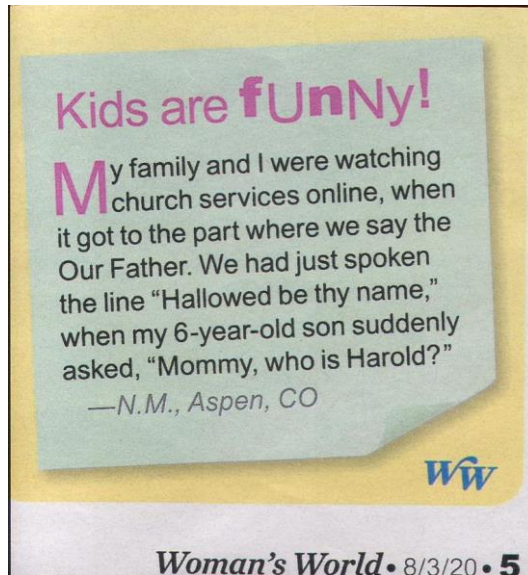 Kids are fUnNy!
My family and I were watching
church services online, when
it got to the part where we say the
Our Father. We had just spoken
the line “Hallowed be thy name,”
when my 6-year-old son suddenly
asked, “Mommy, who is Harold?”
—N.M., Aspen, CO
WW
Woman’s World • 8/3/20 • 5